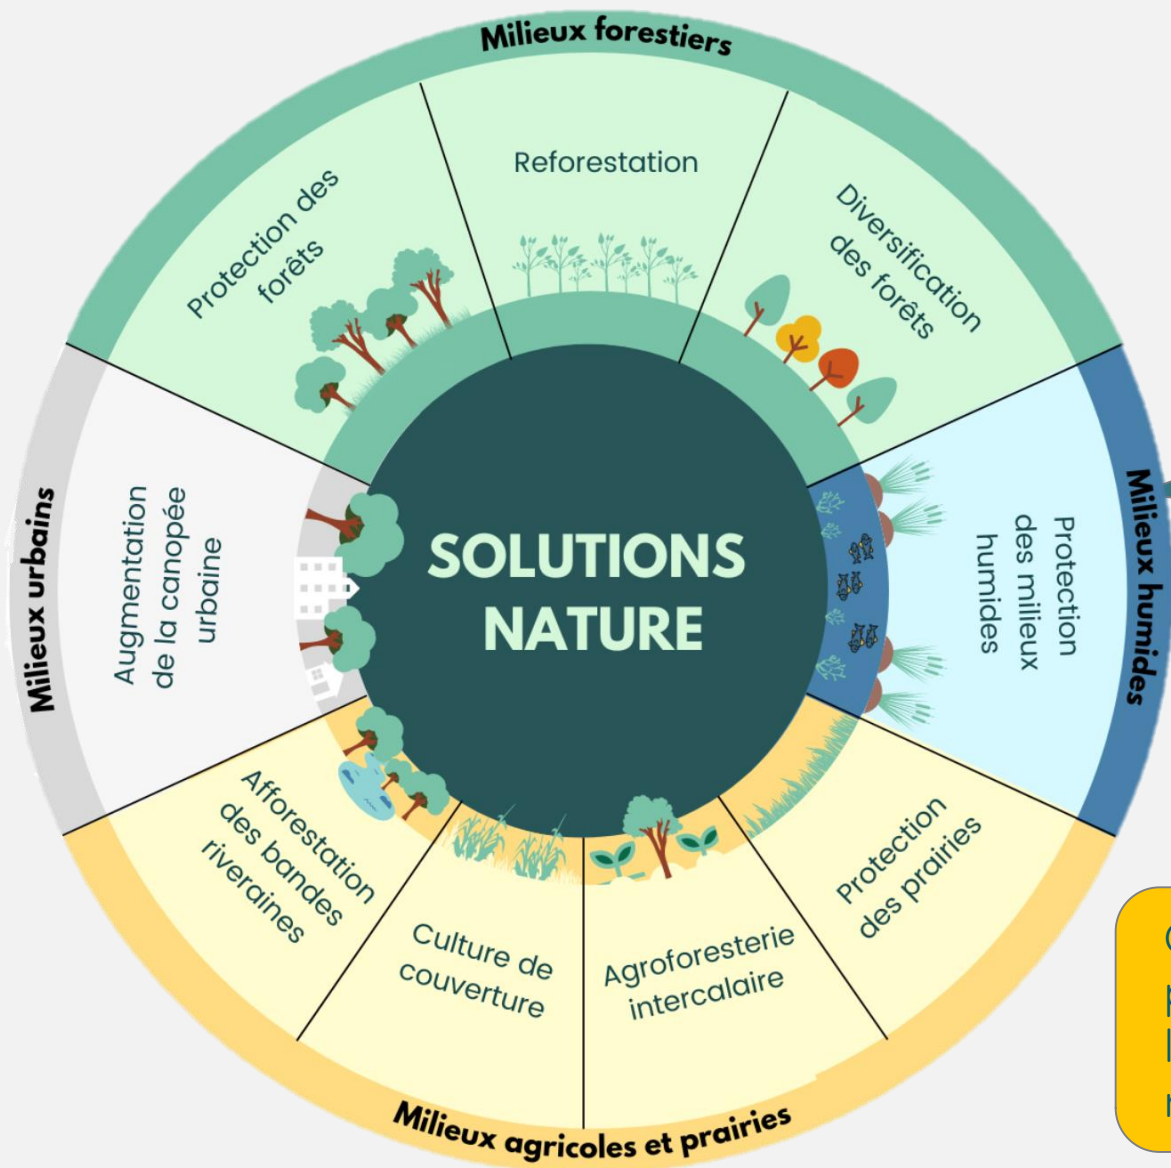 Milieux forestiers
Protection des
forêts
Reforestation
Diversification
des forêts
Milieux humides
Protection
des milieux
humides
Milieux urbains
Augmentation
de la canopée
urbaine
SOLUTIONS
NATURE
Afforestation
des bandes
riveraines
Culture de
couverture
Agroforesterie
intercalaire
Protection
des prairies
Milieux agricoles et prairies